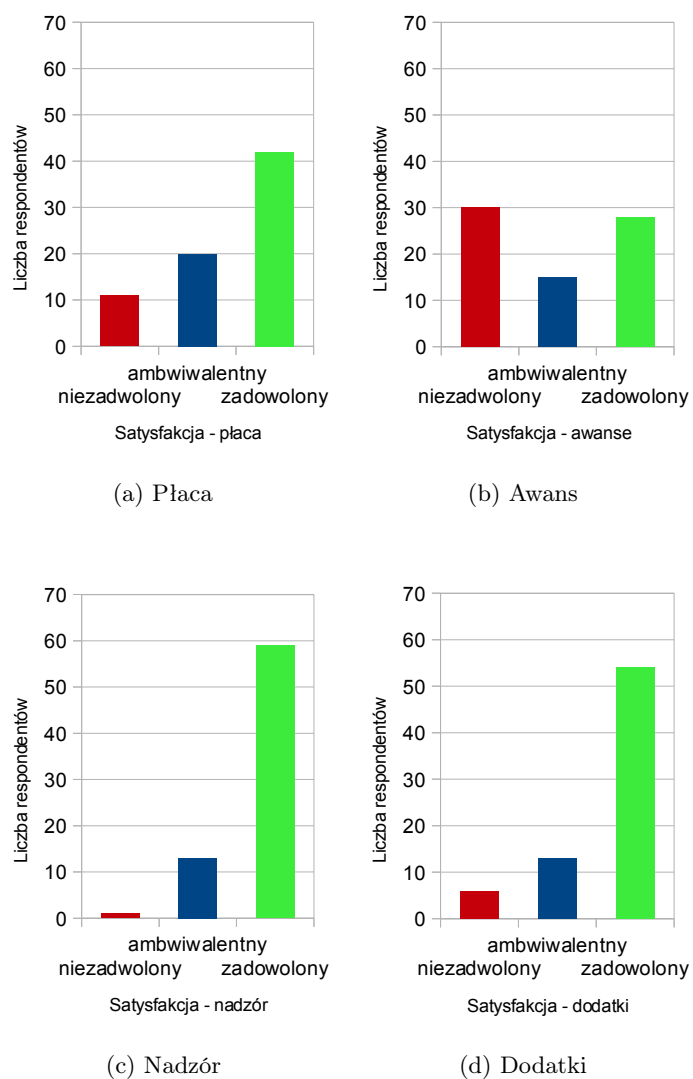 70
60
50
40
30
20
10
0
Liczba respondentów
ambwiwalentny
niezadwolony zadowolony
Satysfakcja - płaca
(a) Płaca
70
60
50
40
30
20
10
0
Liczba respondentów
ambwiwalentny
niezadwolony zadowolony
Satysfakcja - awanse
(b) Awans
70
60
50
40
30
20
10
0
Liczba respondentów
ambwiwalentny
niezadwolony zadowolony
Satysfakcja - nadzór
(c) Nadzór
70
60
50
40
30
20
10
0
Liczba respondentów
ambwiwalentny
niezadwolony zadowolony
Satysfakcja - dodatki
(d) Dodatki